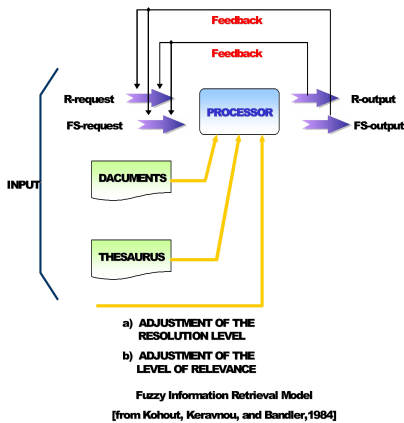 Feedback
Feedback
R-request
PROCESSOR
R-output
FS-request
FS-output
INPUT
DACUMENTS
THESAURUS
a) ADJUSTMENT OF THE
RESOLUTION LEVEL
b) ADJUSTMENT OF THE
LEVEL OF RELEVANCE
Fuzzy Information Retrieval Model
[from Kohout, Keravnou, and Bandler,1984]